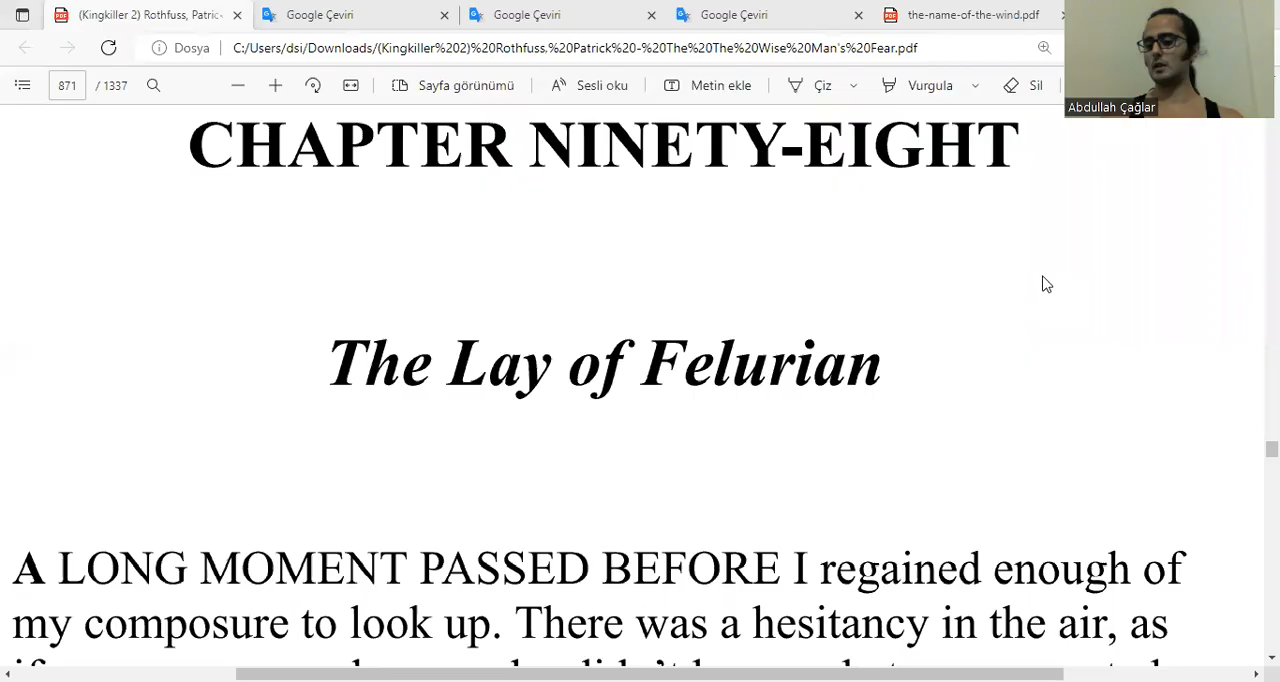 (Kingkiller 2) Rothfuss, Patric
Google Çeviri
Google Çeviri
Google Çeviri
the-name-of-the-wind.pdf
Dosya
C:/Users/dsi/Downloads/(Kingkiller%202)%20Rothfuss.%20Patrick%20-%20The%20The%20Wise%20Man's%20Fear.pdf
871 / 1337
Sayfa görünümü
Sesli oku
Metin ekle
Çiz
Vurgula
Sil
Abdullah Çağlar
CHAPTER NINETY-EIGHT
The Lay of Felurian
A LONG MOMENT PASSED BEFORE I regained enough of
my composure to look up. There was a hesitancy in the air, as